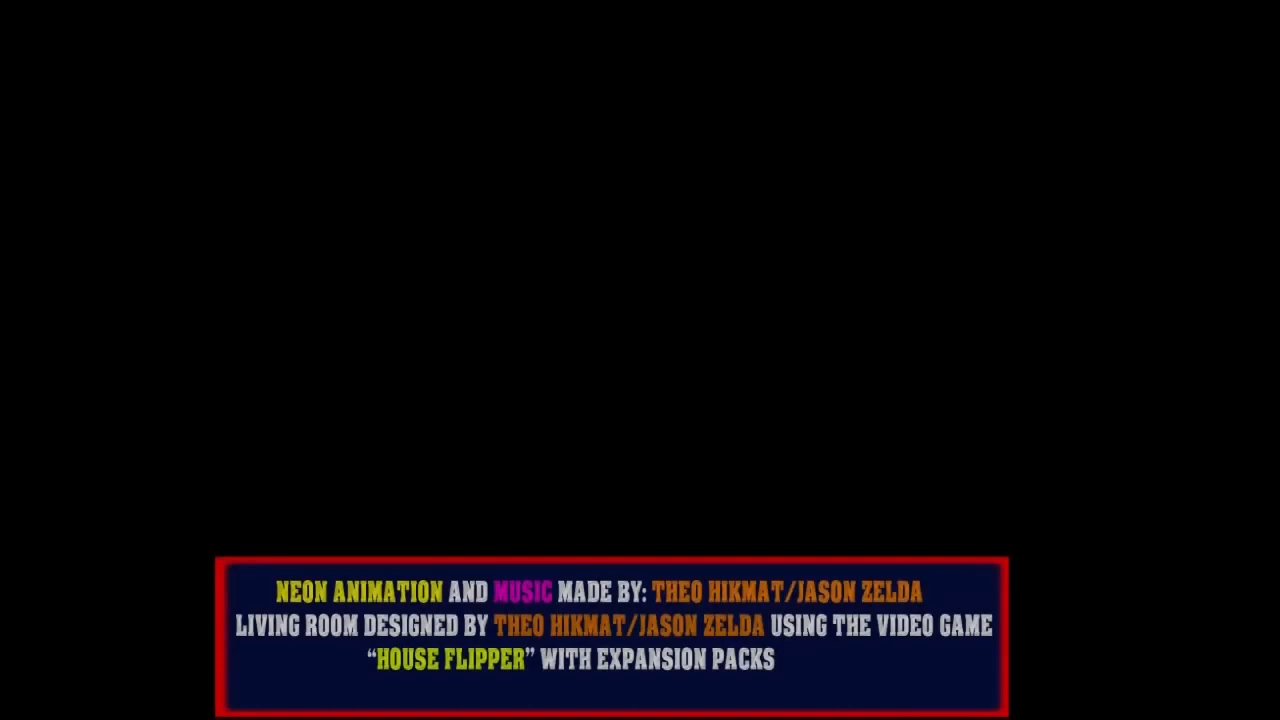 NEON ANIMATION AND MUSIC MADE BY: THEO HIKMAT/JASON ZELDA
LIVING ROOM DESIGNED BY THEO HIKMAT/JASON ZELDA USING THE VIDEO GAME
“HOUSE FLIPPER” WITH EXPANSION PACKS